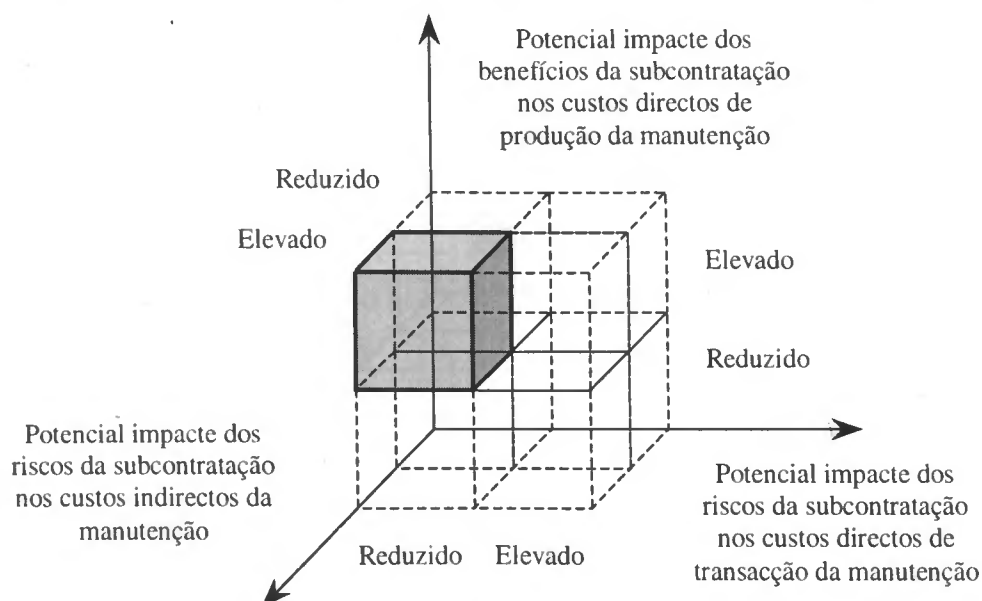 Potencial impacte dos
benefícios da subcontratação
nos custos directos de
produção da manutenção
Reduzido
Elevado
Elevado
Reduzido
Potencial impacte dos
riscos da subcontratação
nos custos indirectos da
manutenção
Reduzido
Elevado
Potencial impacte dos
riscos da subcontratação
nos custos directos de
transacção da manutenção